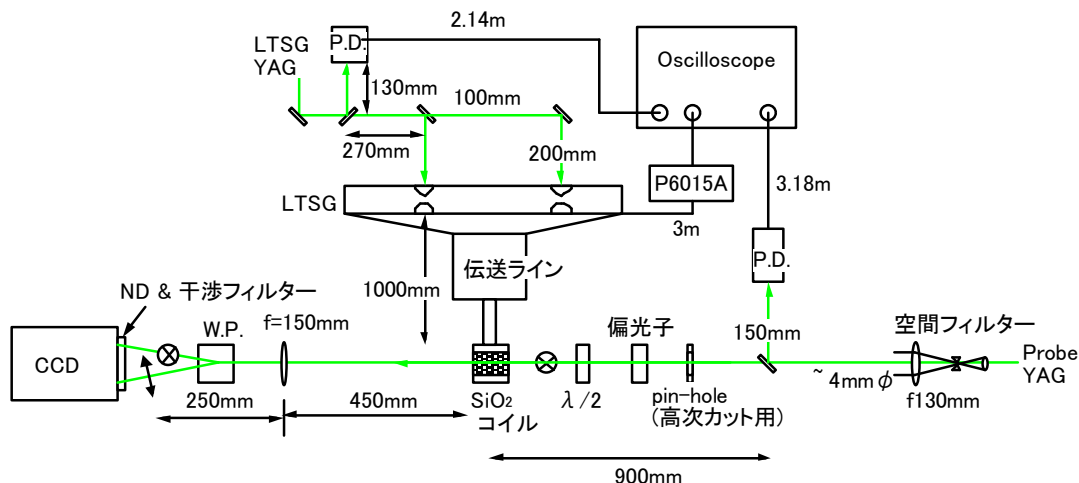 2.14m
LTSG
YAG
P.D.
Oscilloscope
130mm
100mm
270mm
200mm
P6015A
3.18m
LTSG
3m
P.D.
伝送ライン
1000mm
ND & 干渉フィルター
W.P.
f=150mm
偏光子
150mm
空間フィルター
CCD
Probe
YAG
~4mmφ
f130mm
250mm
450mm
SiO₂
コイル
λ/2
pin-hole
(高次カット用)
900mm